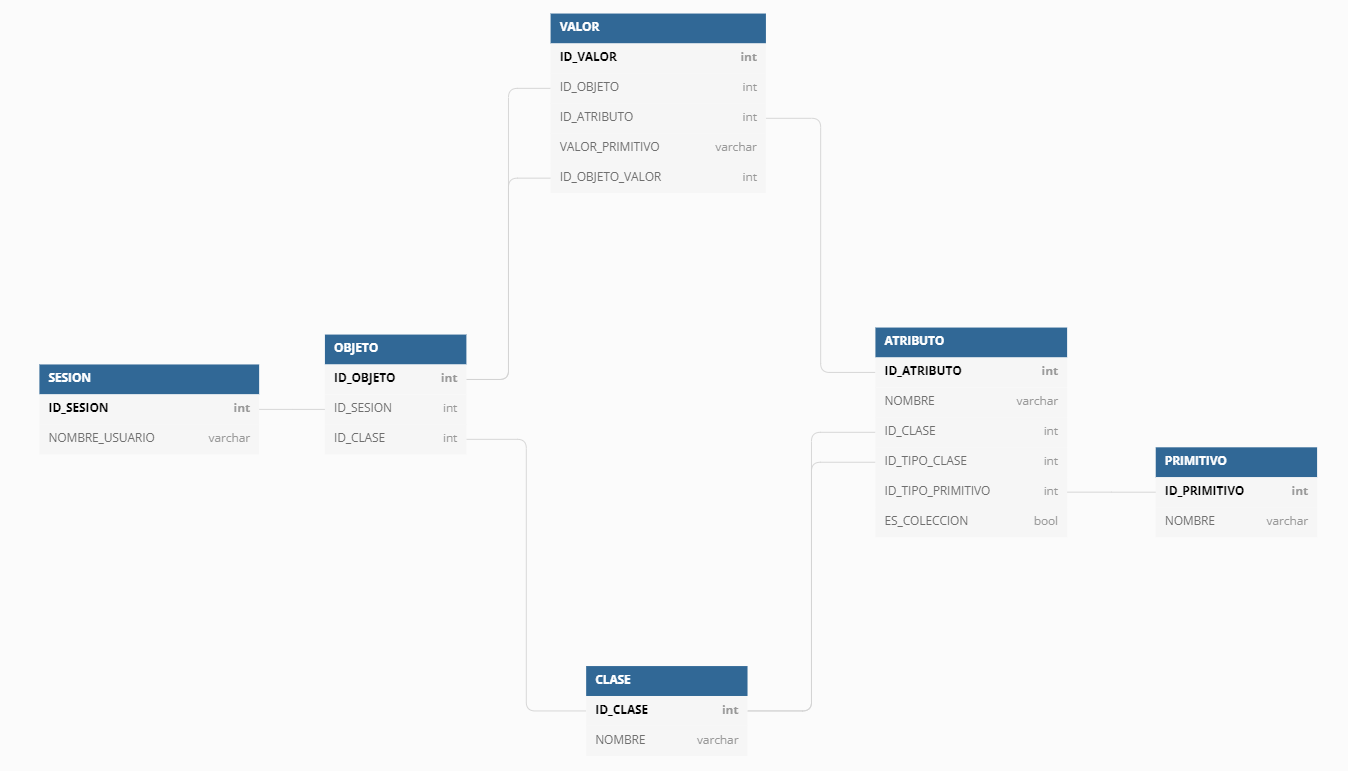 VALOR
ID_VALOR int
ID_OBJETO int
ID_ATRIBUTO int
VALOR_PRIMITIVO varchar
ID_OBJETO_VALOR int
SESION
ID_SESION int
NOMBRE_USUARIO varchar
OBJETO
ID_OBJETO int
ID_SESION int
ID_CLASE int
ATRIBUTO
ID_ATRIBUTO int
NOMBRE varchar
ID_CLASE int
ID_TIPO_CLASE int
ID_TIPO_PRIMITIVO int
ES_COLECCION bool
PRIMITIVO
ID_PRIMITIVO int
NOMBRE varchar
CLASE
ID_CLASE int
NOMBRE varchar